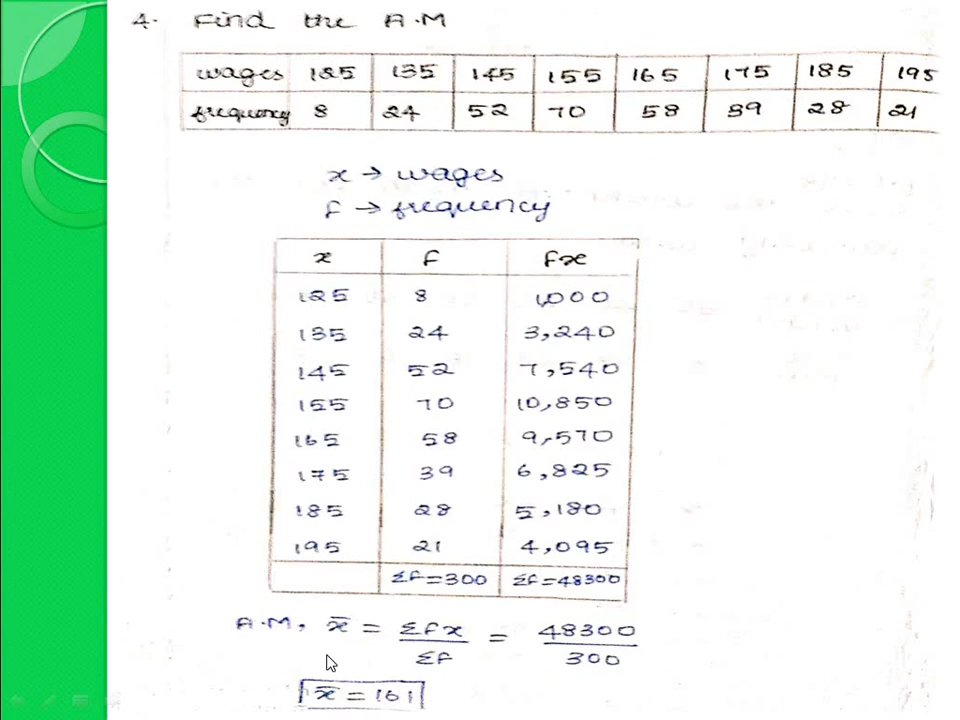 4. Find the A.M
wages 125 135 145 155 165 175 185 195
frequency 8 24 52 70 58 39 28 21
x → wages
f → frequency
x f fx
125 8 1,000
135 24 3,240
145 52 7,540
155 70 10,850
165 58 9,570
175 39 6,825
185 28 5,180
195 21 4,095
Σf=300 Σf=48300
A.M, x̄ = Σfx / Σf = 48300 / 300
x̄ = 161